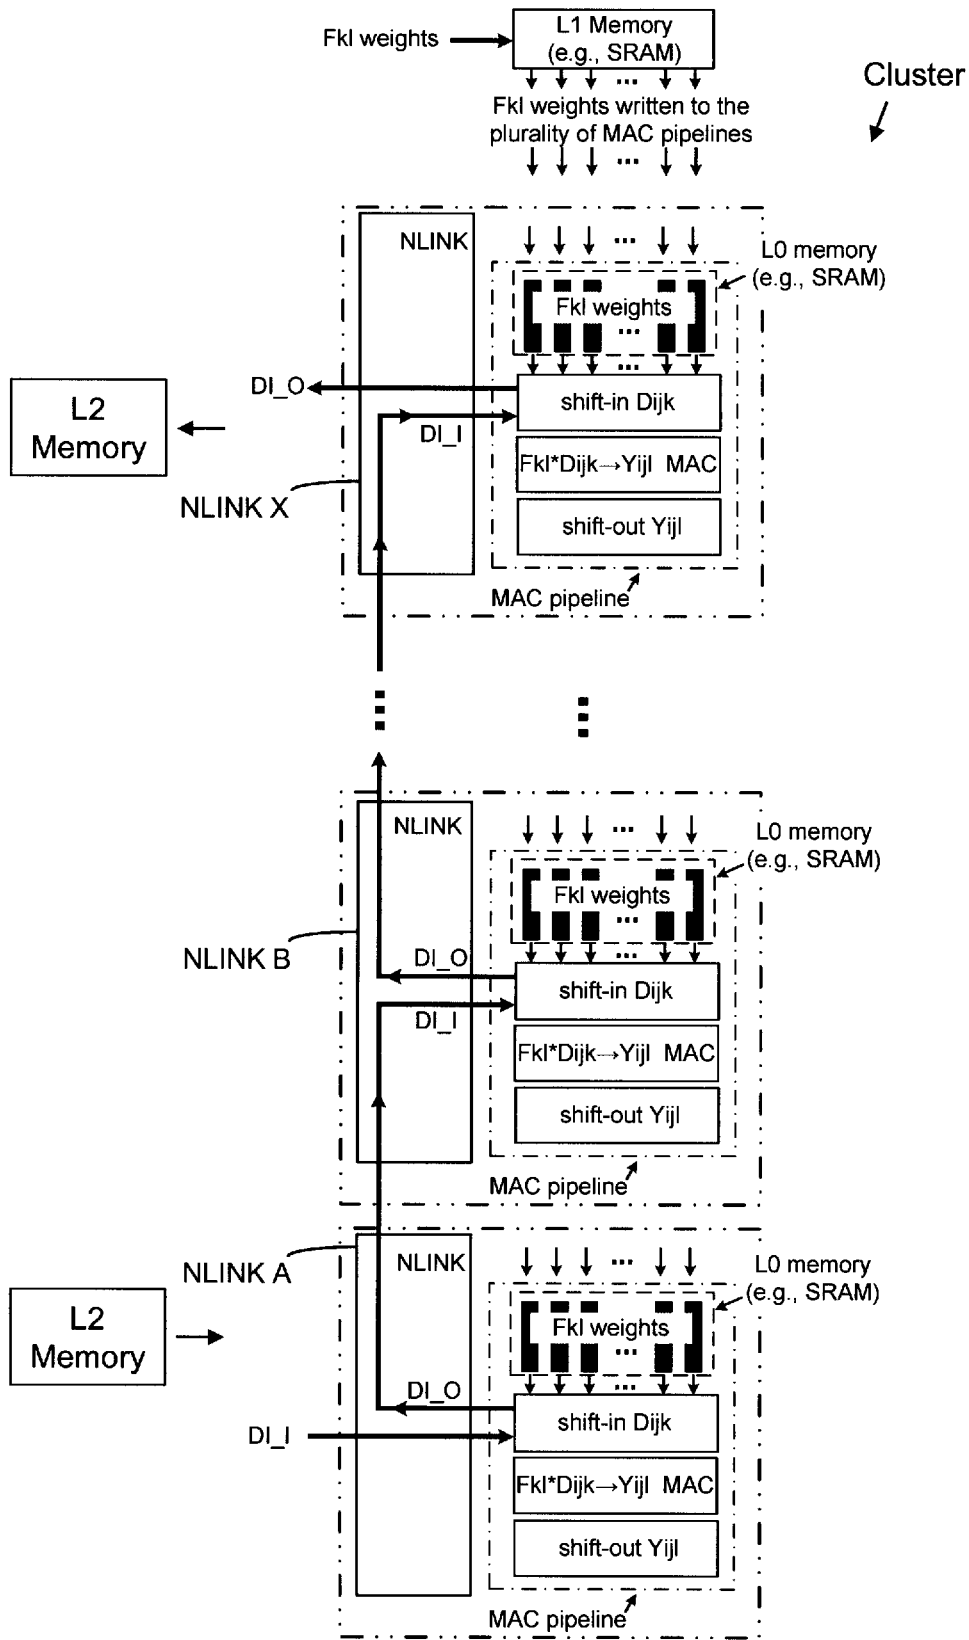 Fkl weights
L1 Memory
(e.g., SRAM)
...
Cluster
Fkl weights written to the
plurality of MAC pipelines
...
NLINK
...
L0 memory
(e.g., SRAM)
Fkl weights
...
...
DI_O
shift-in Dijk
DI_I
L2
Memory
Fkl*Dijk→Yijl MAC
NLINK X
shift-out Yijl
MAC pipeline
NLINK
...
L0 memory
(e.g., SRAM)
Fkl weights
...
...
NLINK B
DI_O
shift-in Dijk
DI_I
Fkl*Dijk→Yijl MAC
shift-out Yijl
MAC pipeline
NLINK A
NLINK
...
L0 memory
(e.g., SRAM)
L2
Memory
Fkl weights
...
...
DI_O
shift-in Dijk
DI_I
Fkl*Dijk→Yijl MAC
shift-out Yijl
MAC pipeline